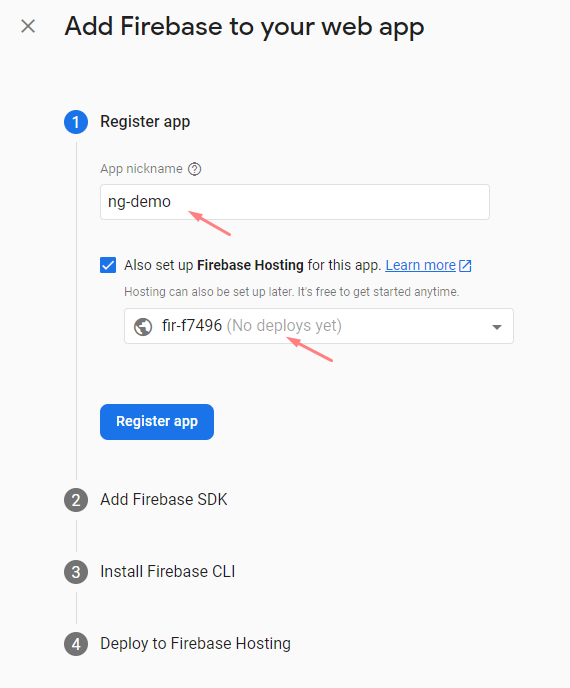 Add Firebase to your web app
1 Register app
App nickname
ng-demo
Also set up Firebase Hosting for this app. Learn more
Hosting can also be set up later. It's free to get started anytime.
fir-f7496 (No deploys yet)
Register app
2 Add Firebase SDK
3 Install Firebase CLI
4 Deploy to Firebase Hosting